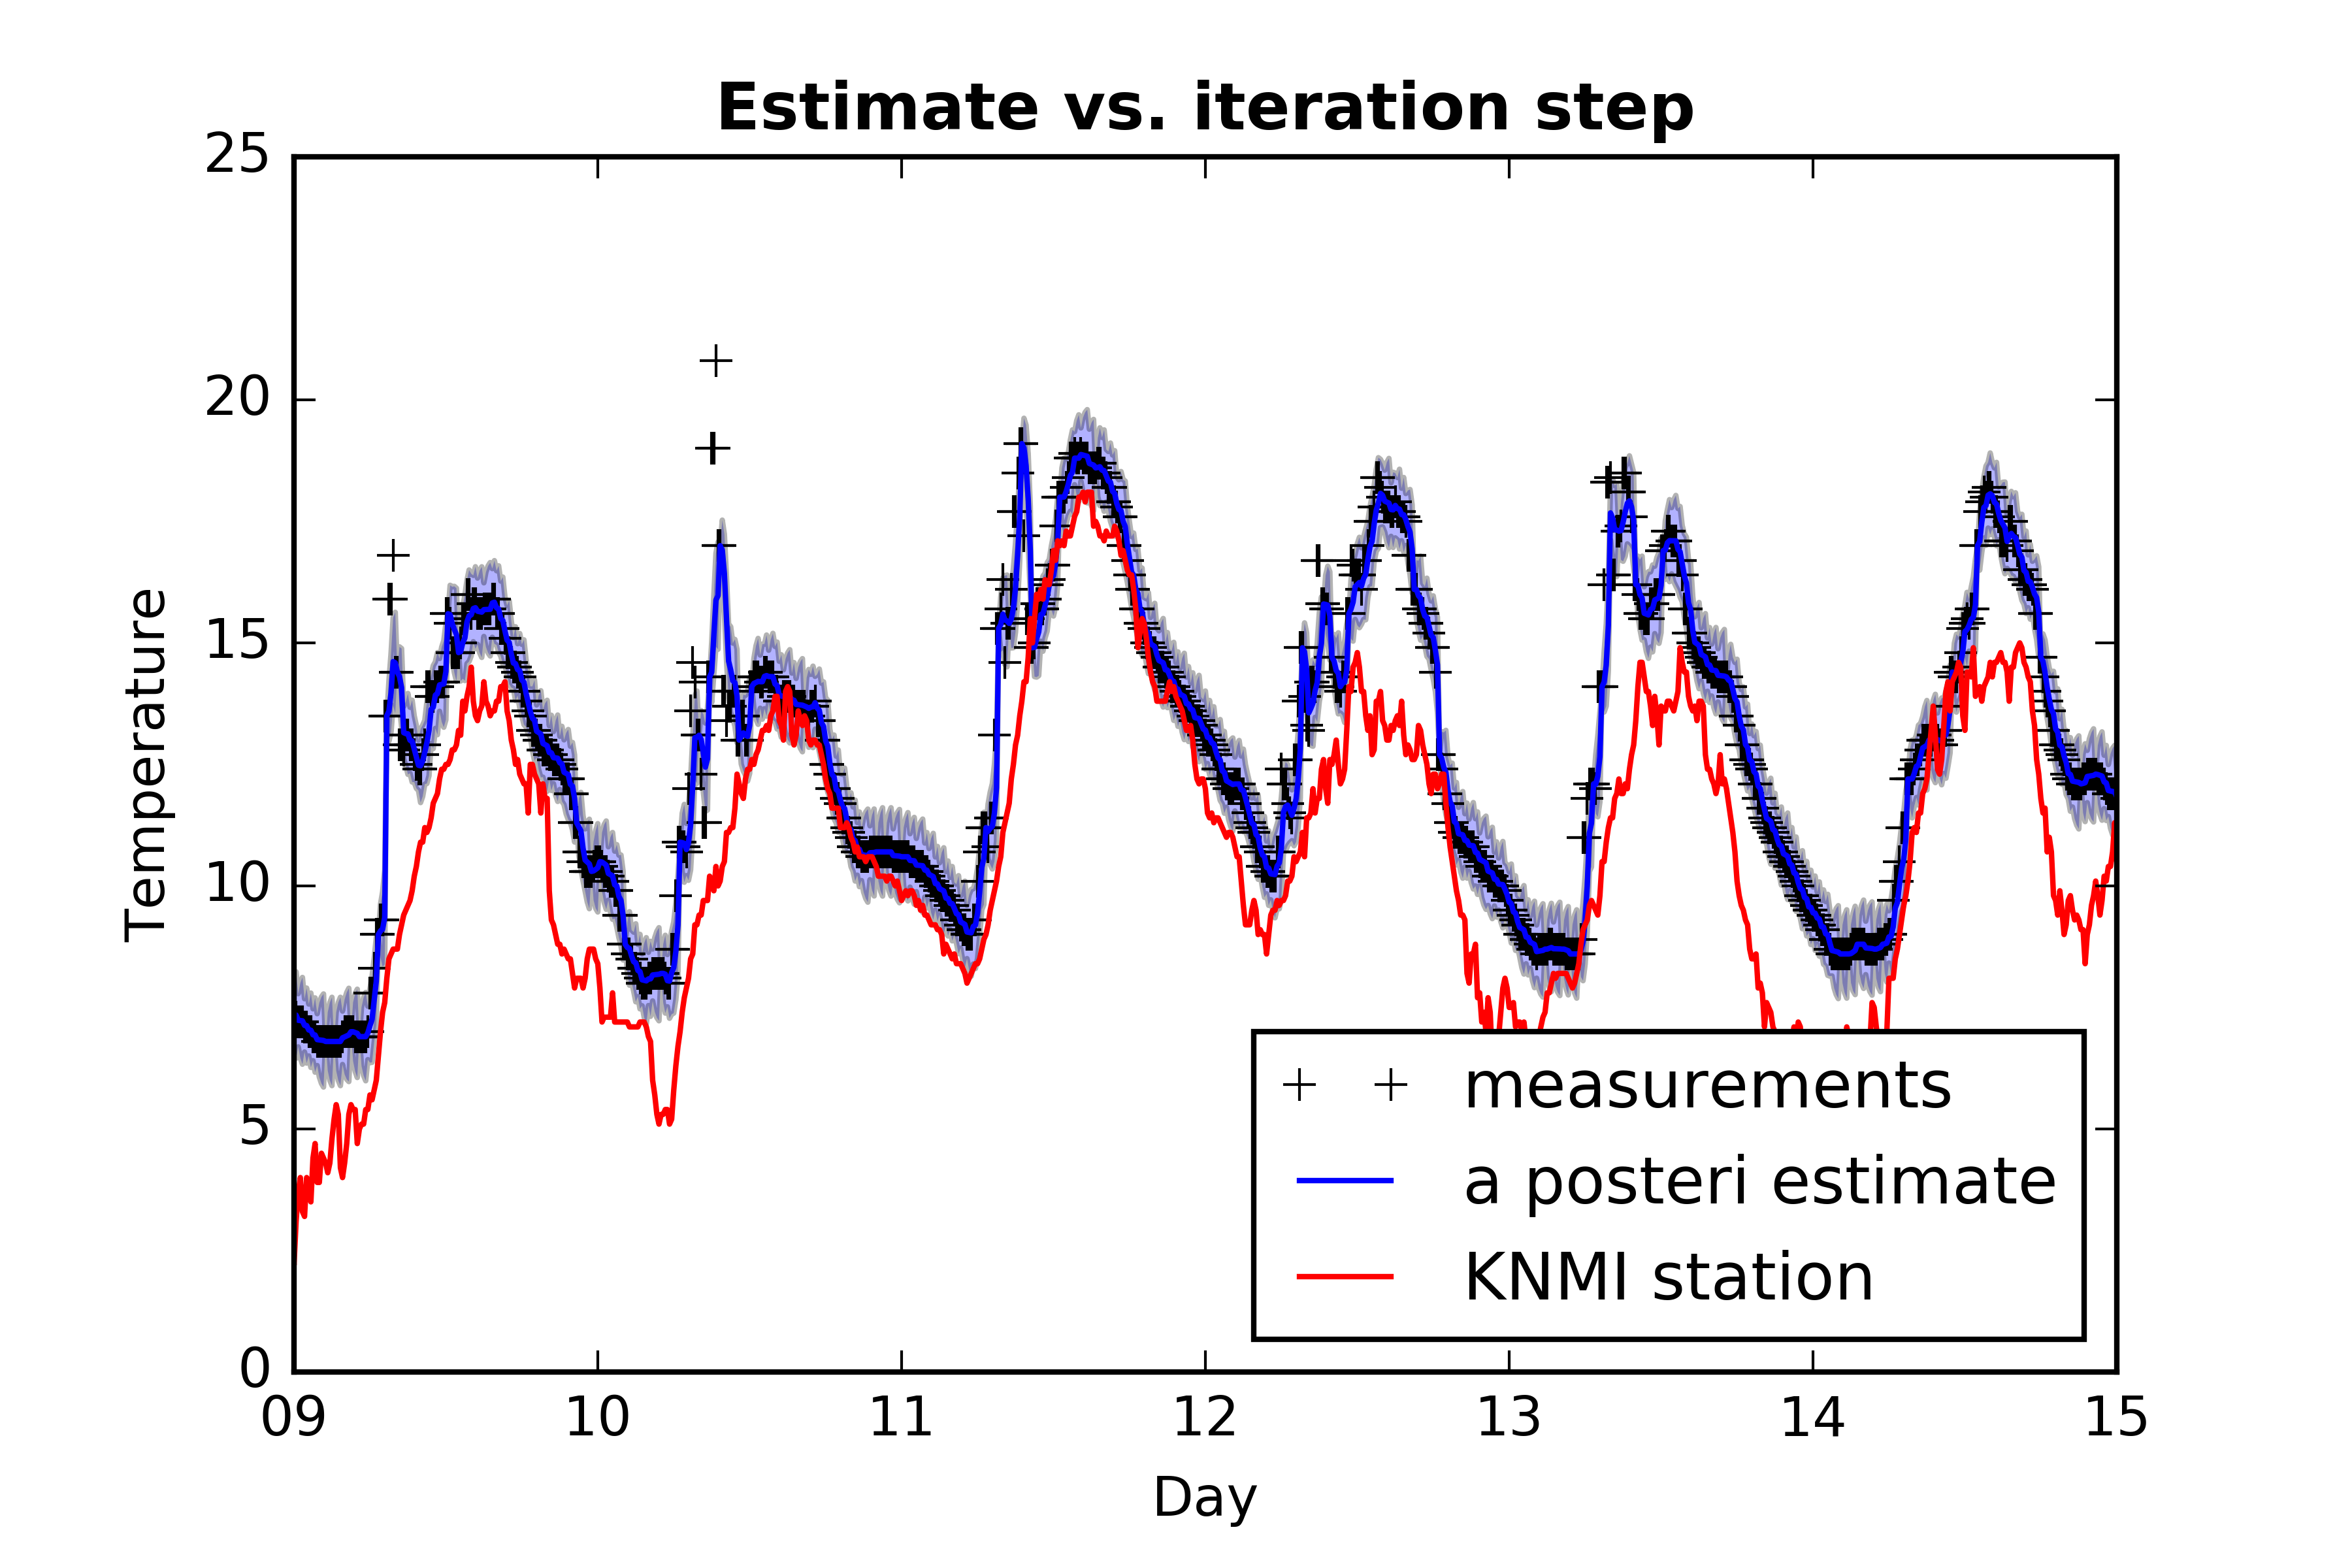 Estimate vs. iteration step
25
20
15
10
5
0
Temperature
measurements
a posteri estimate
KNMI station
09 10 11 12 13 14 15
Day